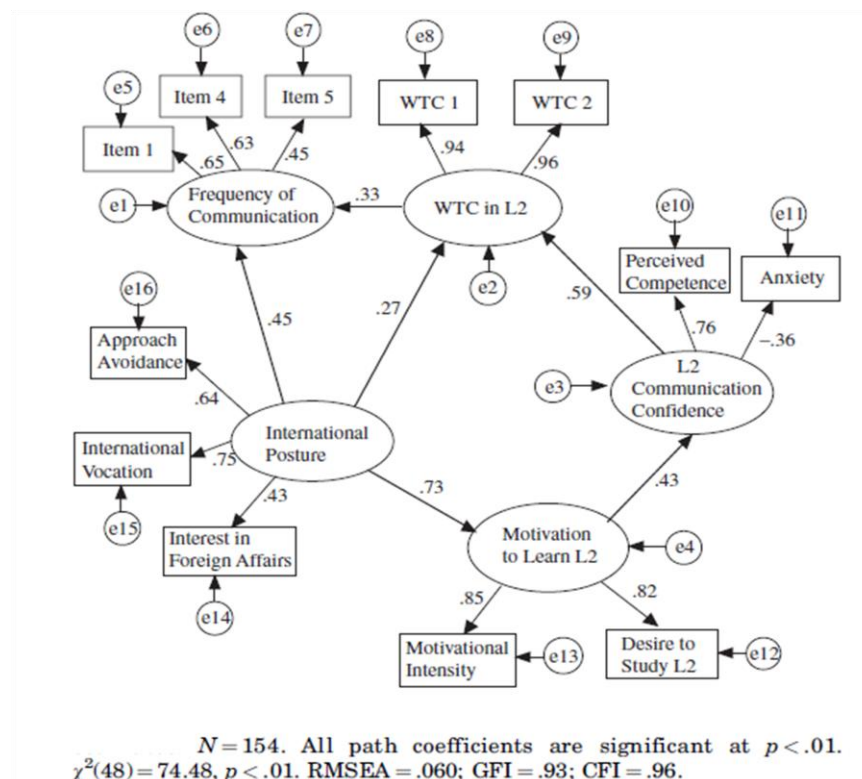 e6
e7
e8
e9
e5
Item 4
Item 5
WTC 1
WTC 2
Item 1
.65
.63
.45
.94
.96
e1
Frequency of
Communication
.33
WTC in L2
e2
e10
e11
Perceived
Competence
Anxiety
.59
.76
–.36
e16
Approach
Avoidance
.45
.27
.64
e3
L2
Communication
Confidence
International
Vocation
.75
International
Posture
.43
e15
Interest in
Foreign Affairs
e14
.73
.43
Motivation
to Learn L2
e4
.85
.82
Motivational
Intensity
e13
Desire to
Study L2
e12
N = 154. All path coefficients are significant at p < .01.
χ²(48) = 74.48, p < .01. RMSEA = .060; GFI = .93; CFI = .96.